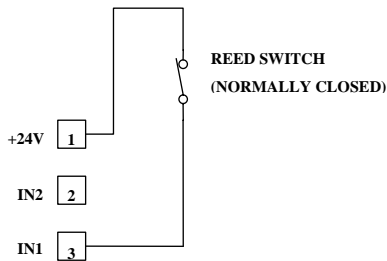 REED SWITCH
(NORMALLY CLOSED)
+24V 1
IN2 2
IN1 3